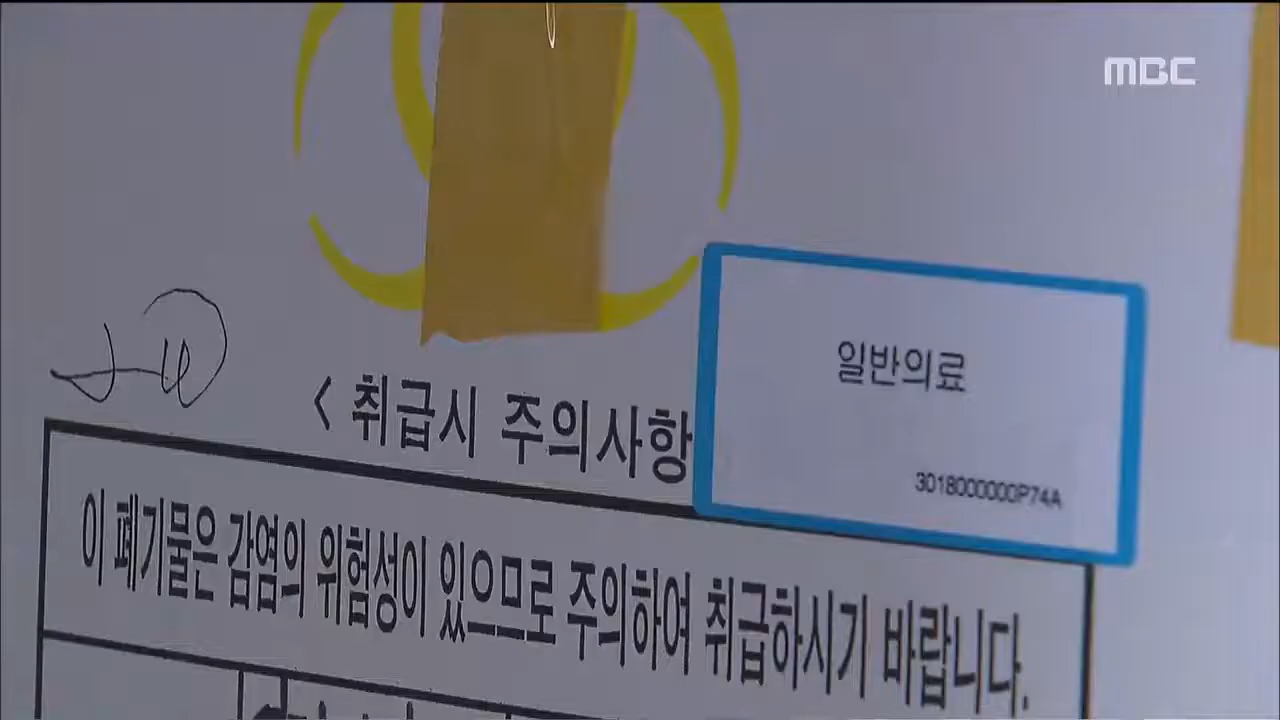 MBC
일반의료
3018000000P74A
< 취급시 주의사항
이 폐기물은 감염의 위험성이 있으므로 주의하여 취급하시기 바랍니다.